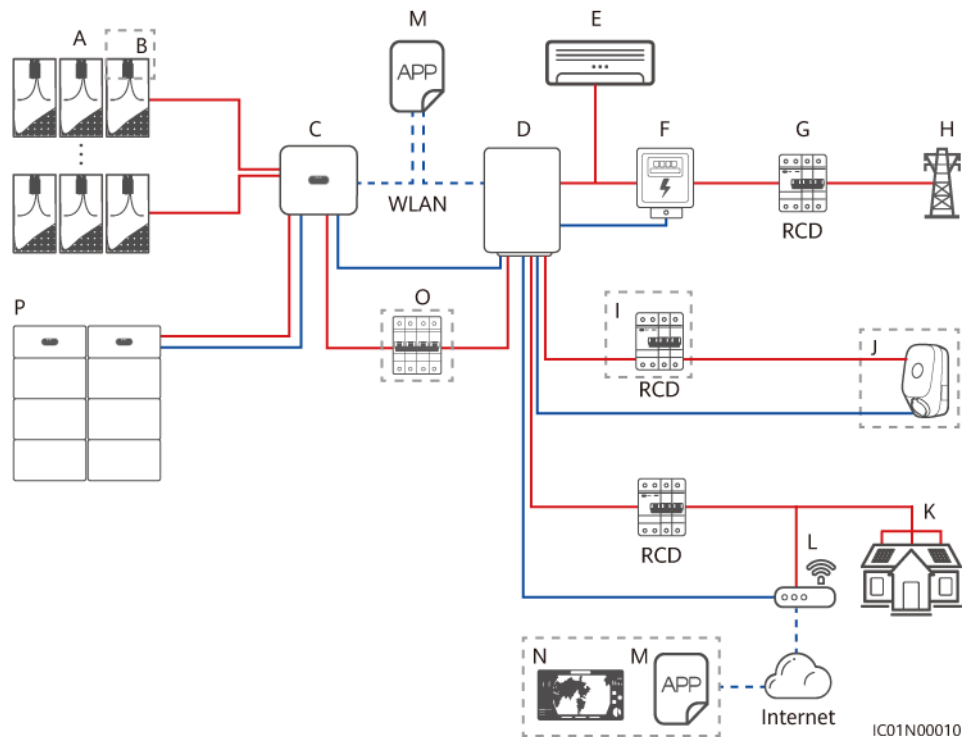 M
E
A
B
APP
C
D
F
G
H
WLAN
RCD
O
I
P
J
RCD
K
L
RCD
N
M
APP
Internet
IC01N00010